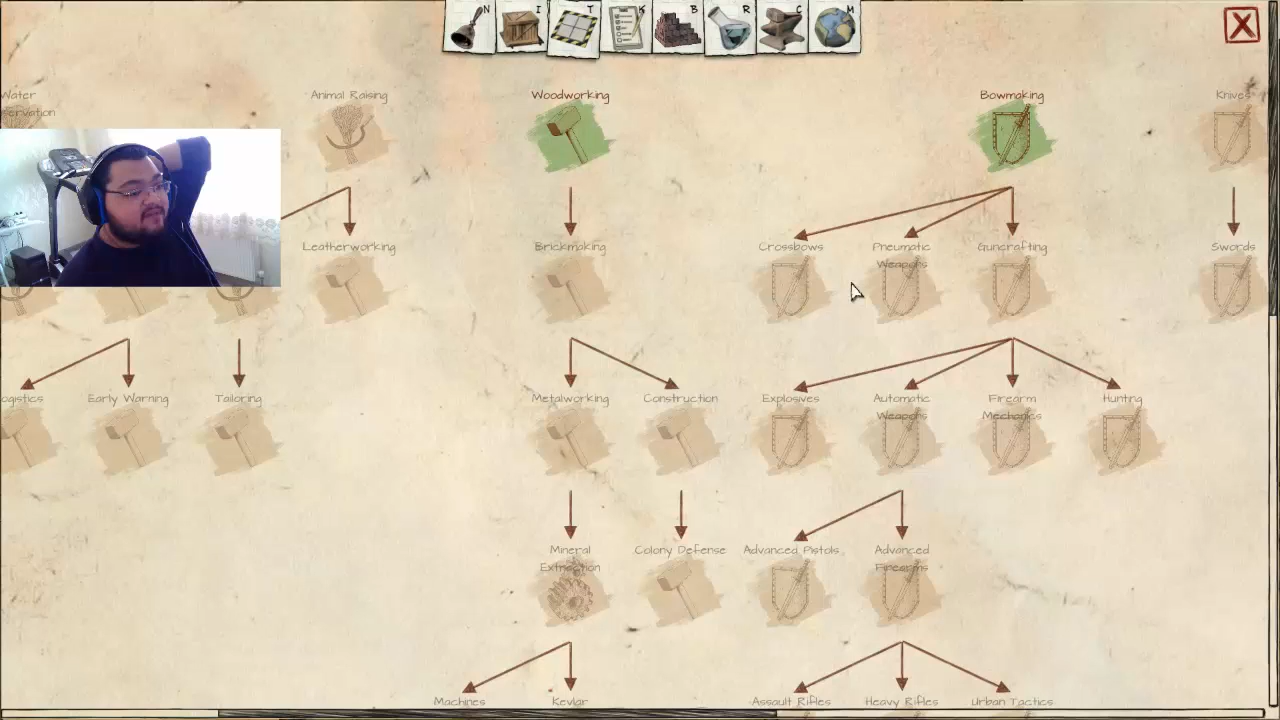 N I T K B R C M
X
Water Animal Raising Woodworking Bowmaking Knives
Leatherworking Brickmaking Crossbows Pneumatic Guncrafting Swords
Weapons
Early Warning Tailoring Metalworking Construction Explosives Automatic Firearm Hunting
Weapons Mechanics
Mineral Colony Defense Advanced Pistols Advanced
Extraction Firearms
Machines Kevlar Assault Rifles Heavy Rifles Urban Tactics